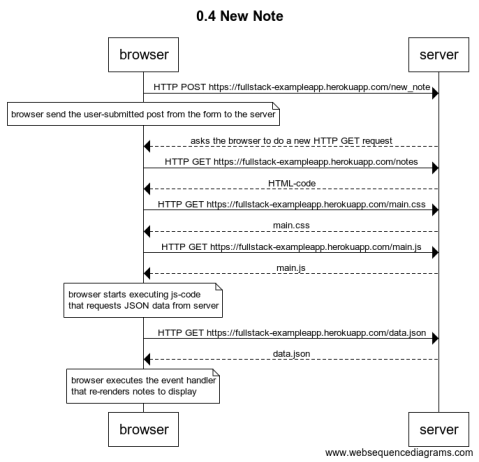 0.4 New Note
browser
server
HTTP POST https://fullstack-exampleapp.herokuapp.com/new_note
browser send the user-submitted post from the form to the server
asks the browser to do a new HTTP GET request
HTTP GET https://fullstack-exampleapp.herokuapp.com/notes
HTML-code
HTTP GET https://fullstack-exampleapp.herokuapp.com/main.css
main.css
HTTP GET https://fullstack-exampleapp.herokuapp.com/main.js
main.js
browser starts executing js-code
that requests JSON data from server
HTTP GET https://fullstack-exampleapp.herokuapp.com/data.json
data.json
browser executes the event handler
that re-renders notes to display
browser
server
www.websequencediagrams.com